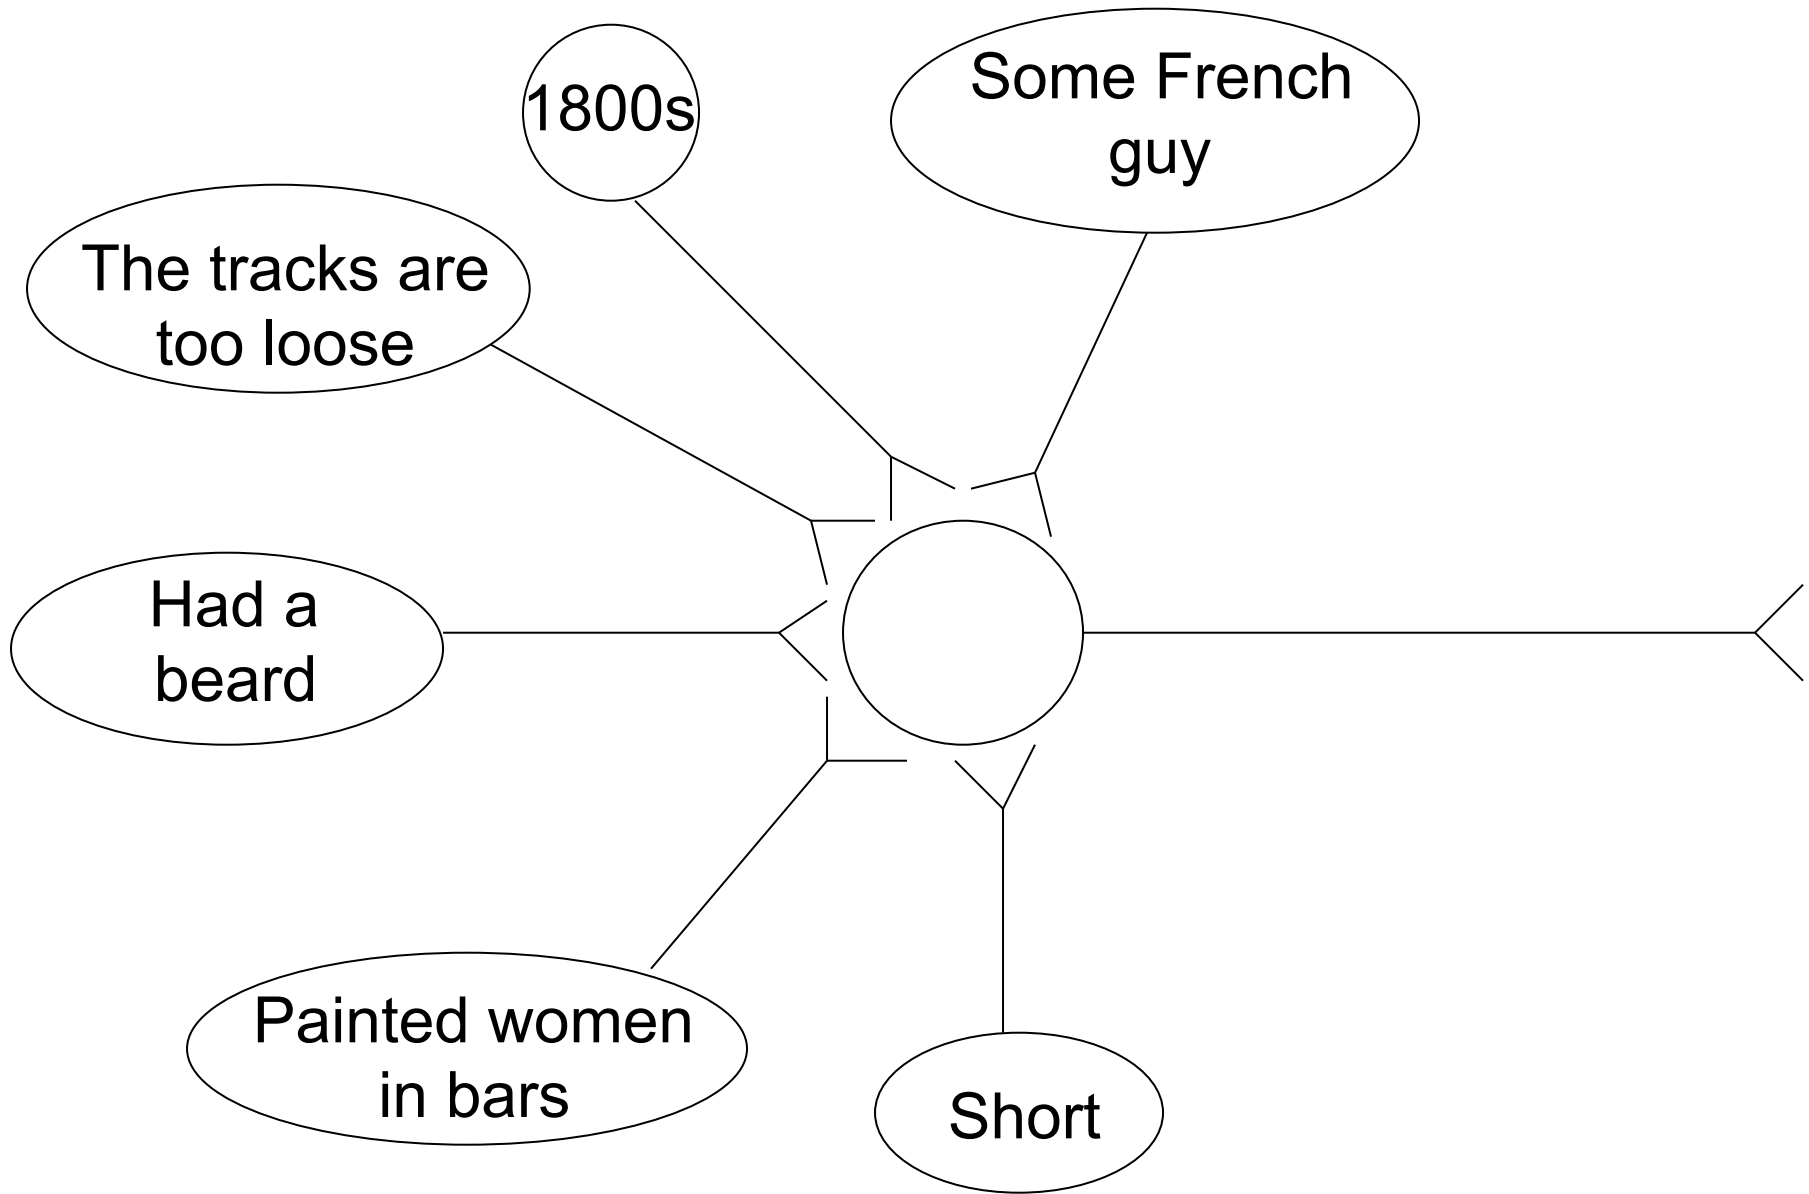 1800s
Some French
guy
The tracks are
too loose
Had a
beard
Painted women
in bars
Short